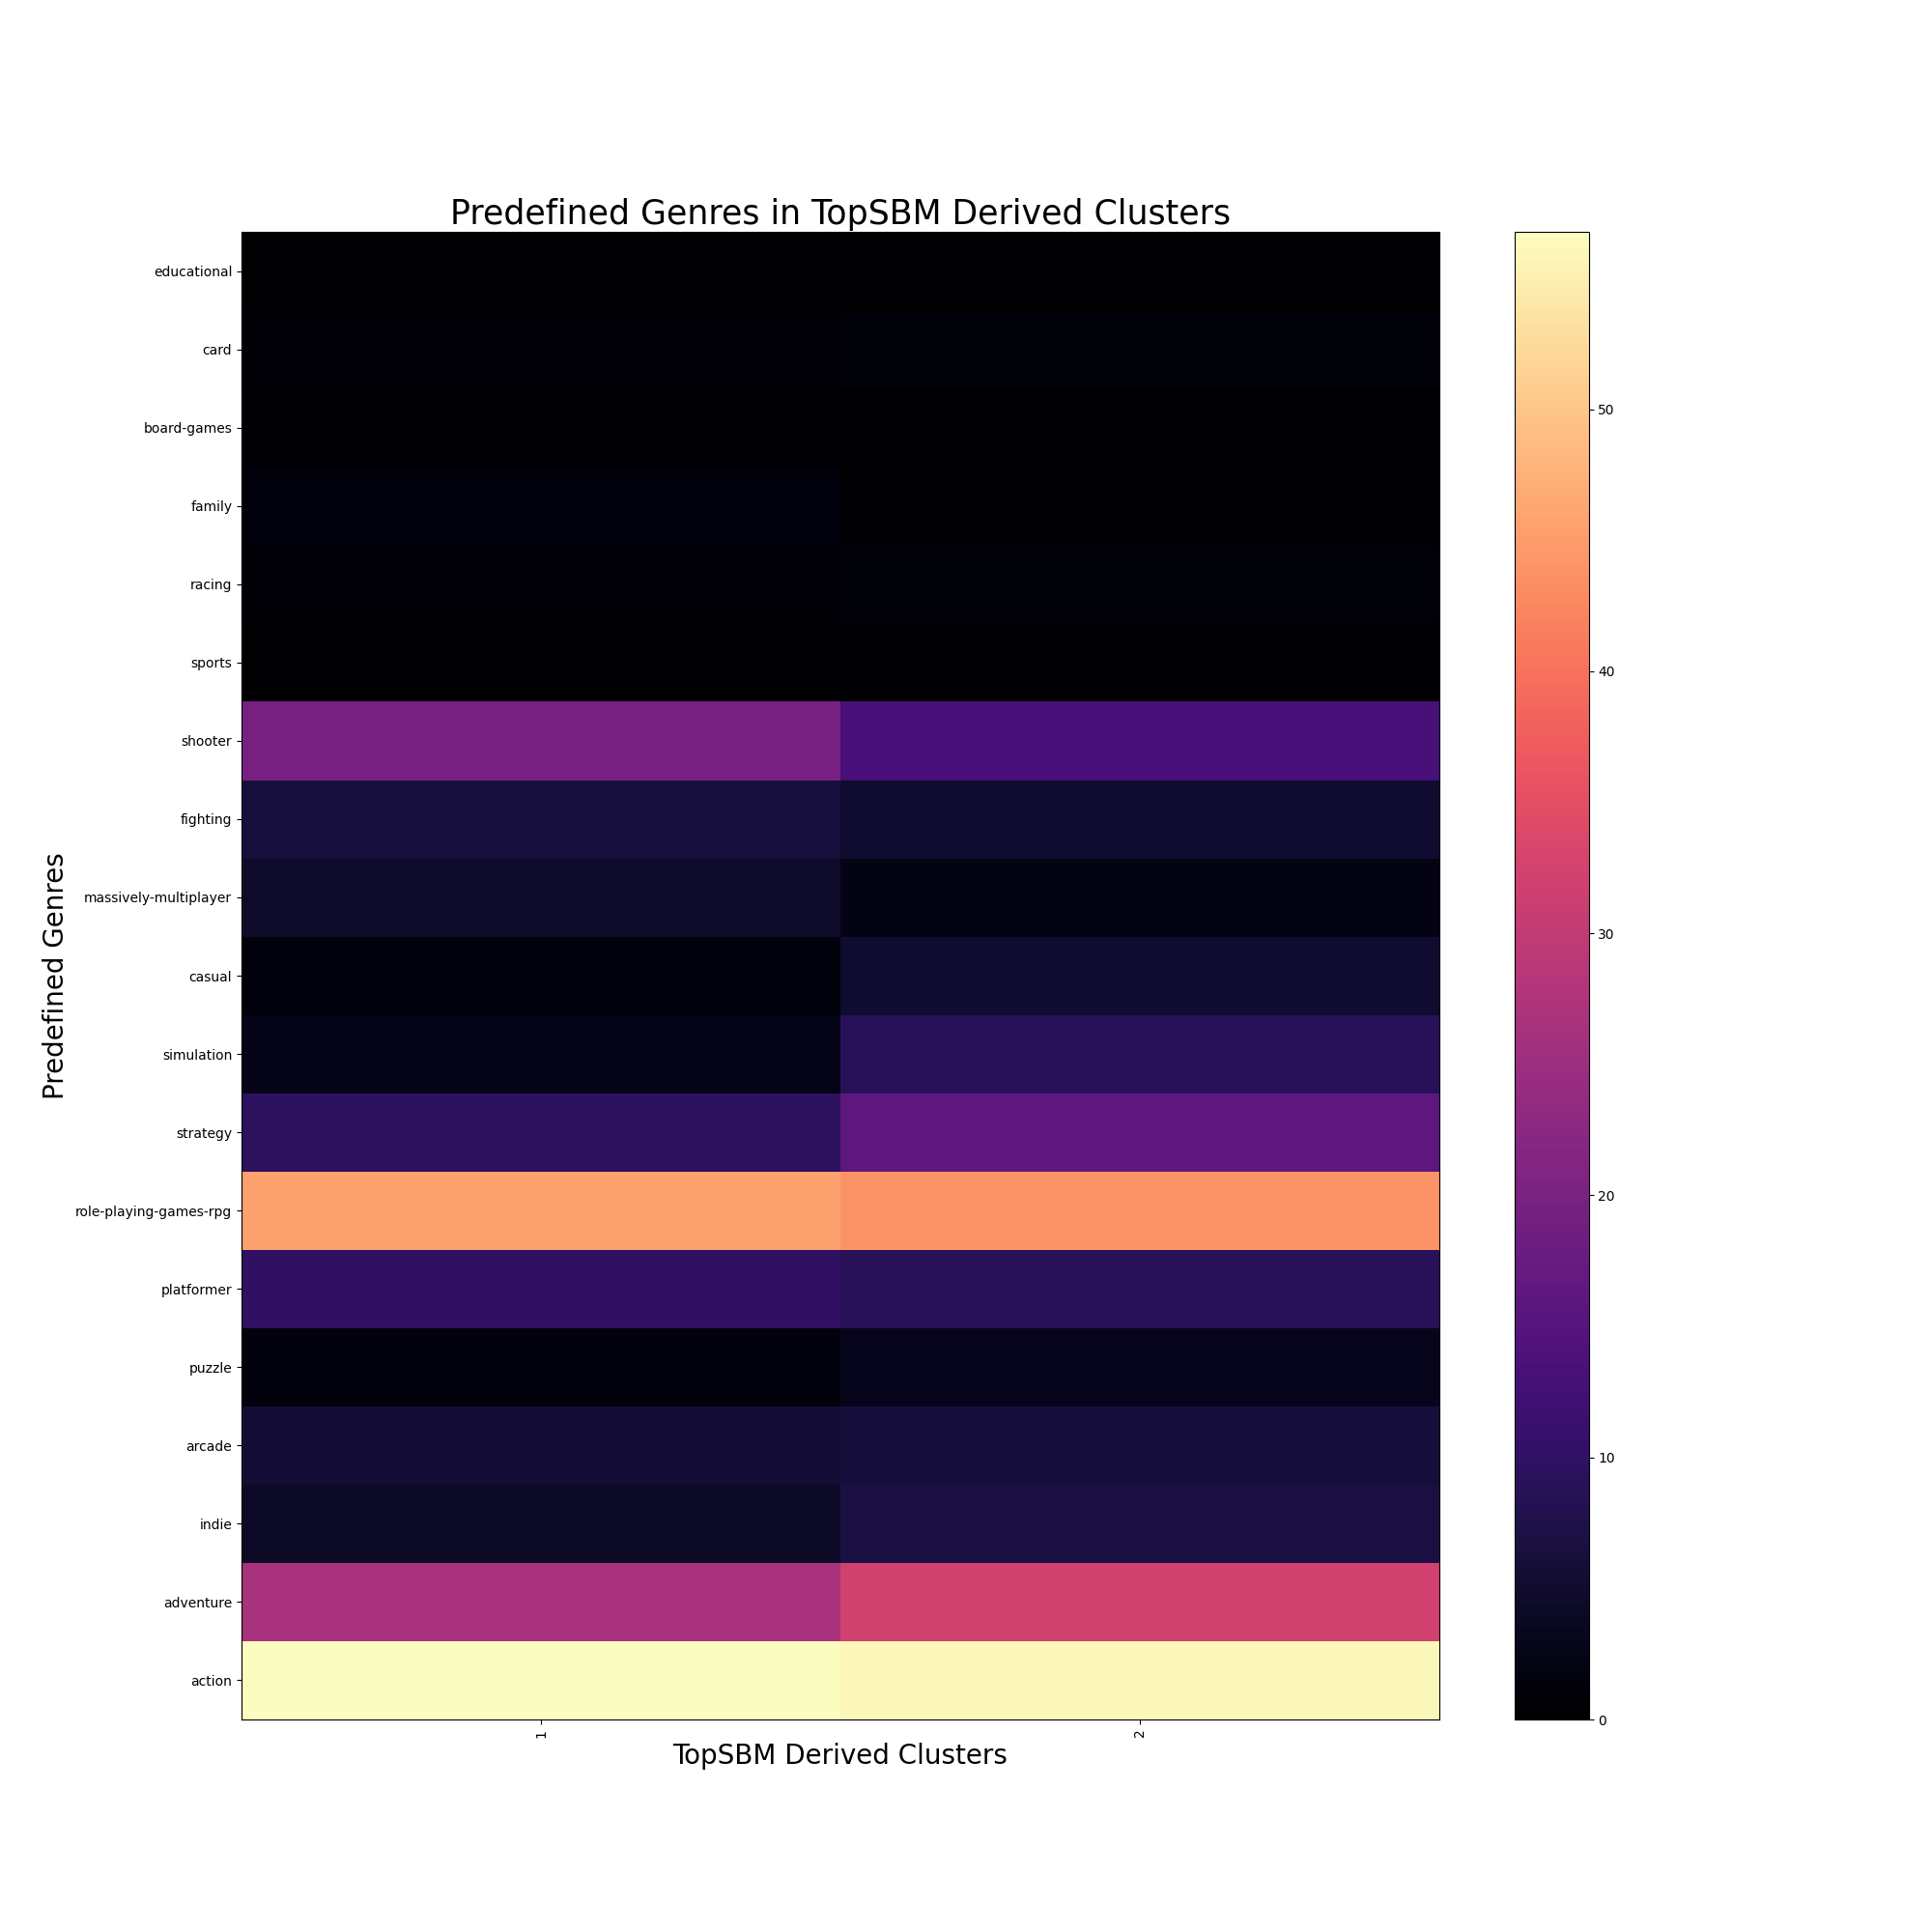 Predefined Genres in TopSBM Derived Clusters
Predefined Genres
educational
card
board-games
family
racing
sports
shooter
fighting
massively-multiplayer
casual
simulation
strategy
role-playing-games-rpg
platformer
puzzle
arcade
indie
adventure
action
1
2
TopSBM Derived Clusters
50
40
30
20
10
0